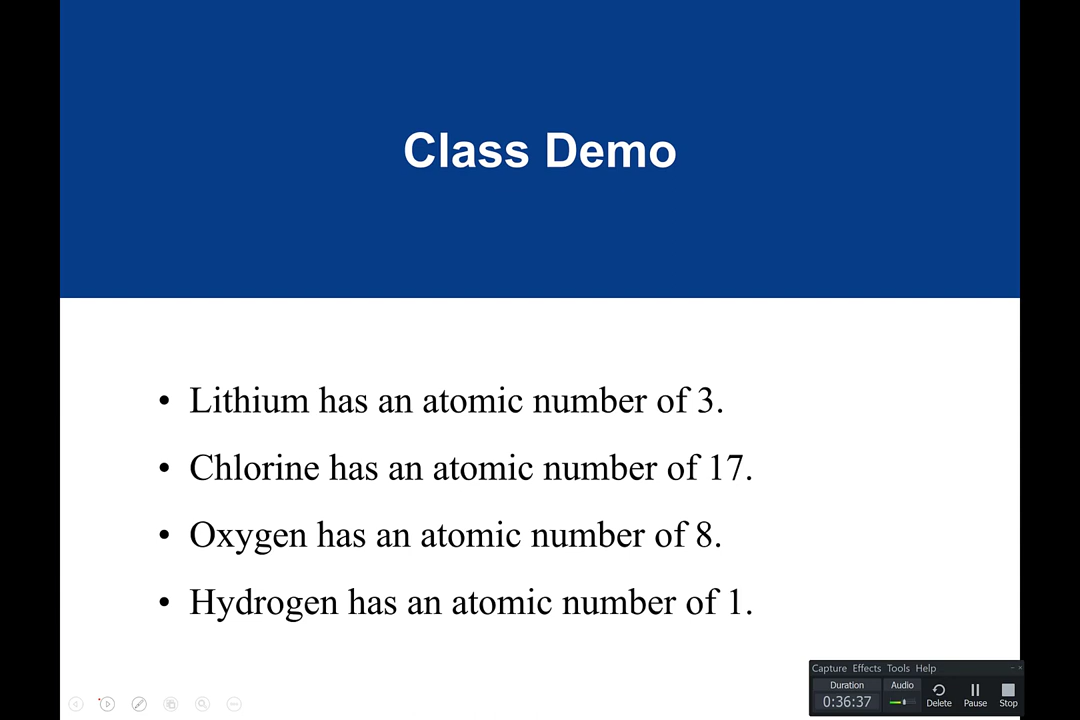 Class Demo
• Lithium has an atomic number of 3.
• Chlorine has an atomic number of 17.
• Oxygen has an atomic number of 8.
• Hydrogen has an atomic number of 1.
Capture Effects Tools Help
Duration Audio
0:36:37 Delete Pause Stop